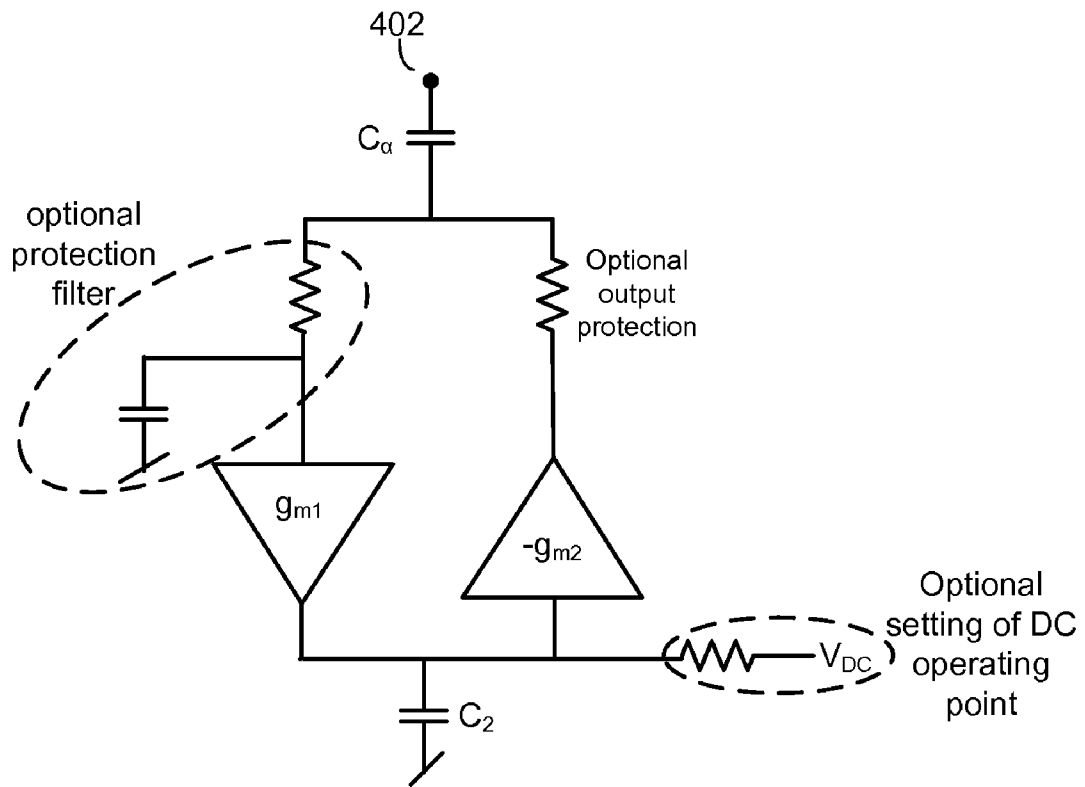 402
Cα
optional
protection
filter
Optional
output
protection
gm1
-gm2
Optional
setting of DC
operating
point
VDC
C2